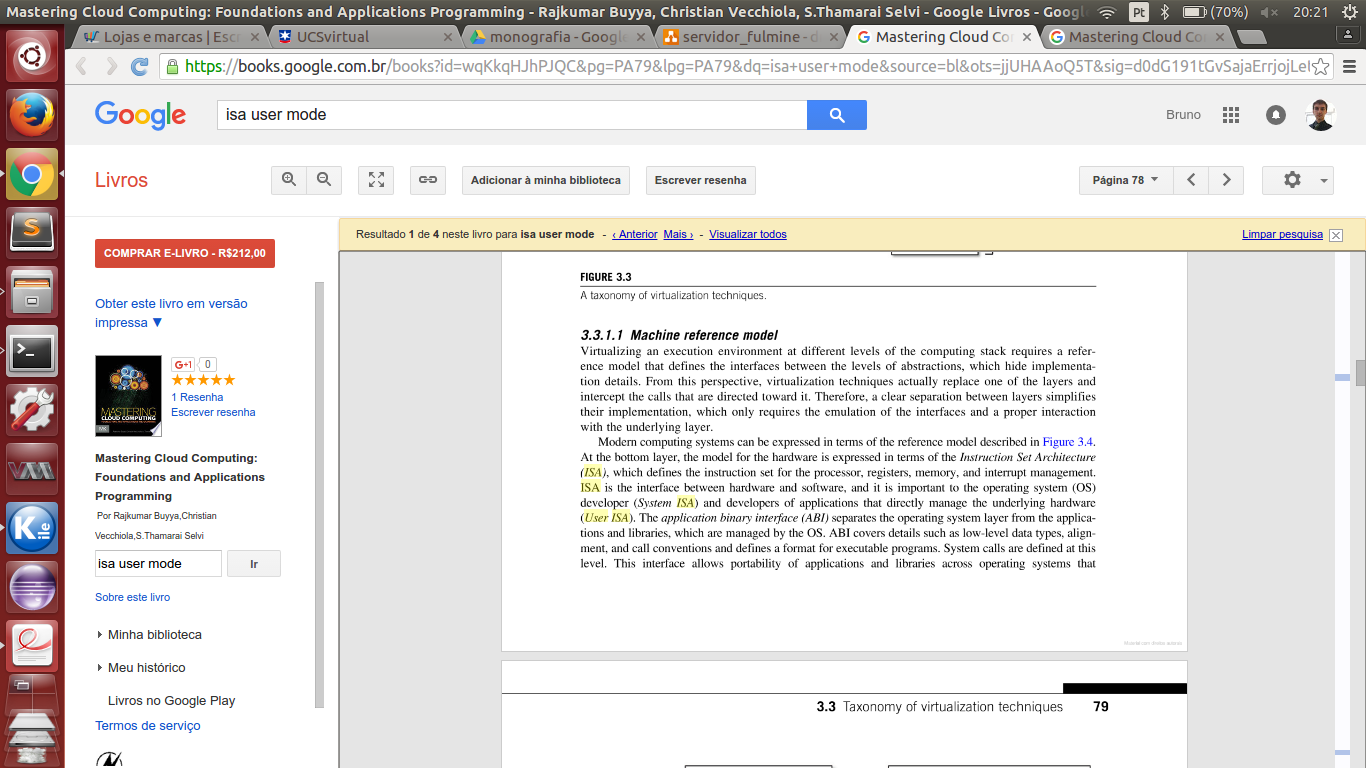 Mastering Cloud Computing: Foundations and Applications Programming - Rajkumar Buyya, Christian Vecchiola, S.Thamarai Selvi - Google Livros - Goog
Pt
(70%)
20:21
Lojas e marcas | Esc
UCSvirtual
monografia - Google
servidor_fulmine - d
Mastering Cloud Co
Mastering Cloud Co
https://books.google.com.br/books?id=wqKkqHJhPJQC&pg=PA79&lpg=PA79&dq=isa+user+mode&source=bl&ots=jjUHAAoQ5T&sig=d0dG191tGvSajaErrjojLe
Google
isa user mode
Bruno
Livros
Adicionar à minha biblioteca
Escrever resenha
Página 78
COMPRAR E-LIVRO - R$212,00
Resultado 1 de 4 neste livro para isa user mode - ‹ Anterior Mais › - Visualizar todos
Limpar pesquisa
Obter este livro em versão
impressa ▼
G+1
0
1 Resenha
Escrever resenha
MASTERING
CLOUD COMPUTING
Mastering Cloud Computing:
Foundations and Applications
Programming
Por Rajkumar Buyya,Christian
Vecchiola,S.Thamarai Selvi
isa user mode
Ir
Sobre este livro
Minha biblioteca
Meu histórico
Livros no Google Play
Termos de serviço
FIGURE 3.3
A taxonomy of virtualization techniques.
3.3.1.1 Machine reference model
Virtualizing an execution environment at different levels of the computing stack requires a refer-
ence model that defines the interfaces between the levels of abstractions, which hide implementa-
tion details. From this perspective, virtualization techniques actually replace one of the layers and
intercept the calls that are directed toward it. Therefore, a clear separation between layers simplifies
their implementation, which only requires the emulation of the interfaces and a proper interaction
with the underlying layer.
Modern computing systems can be expressed in terms of the reference model described in Figure 3.4.
At the bottom layer, the model for the hardware is expressed in terms of the Instruction Set Architecture
(ISA), which defines the instruction set for the processor, registers, memory, and interrupt management.
ISA is the interface between hardware and software, and it is important to the operating system (OS)
developer (System ISA) and developers of applications that directly manage the underlying hardware
(User ISA). The application binary interface (ABI) separates the operating system layer from the applica-
tions and libraries, which are managed by the OS. ABI covers details such as low-level data types, align-
ment, and call conventions and defines a format for executable programs. System calls are defined at this
level. This interface allows portability of applications and libraries across operating systems that
3.3 Taxonomy of virtualization techniques 79